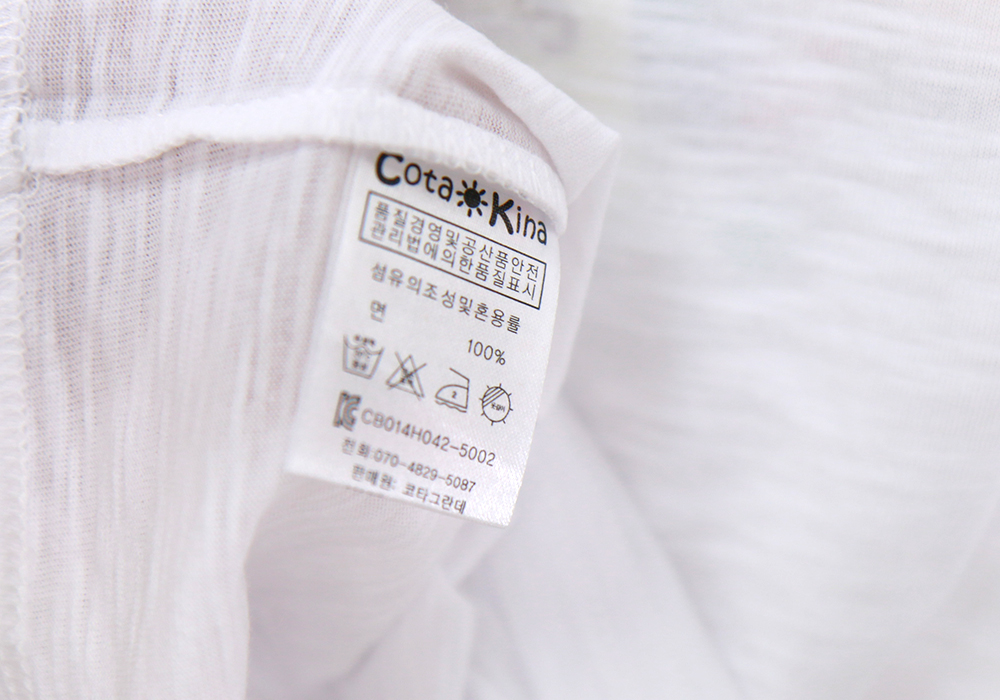 Cota Kina
품질경영및공산품안전
관리법에의한품질표시
섬유의조성및혼용률
면
100%
2
CB014H042-5002
전화:070-4829-5087
판매원: 코타그란데